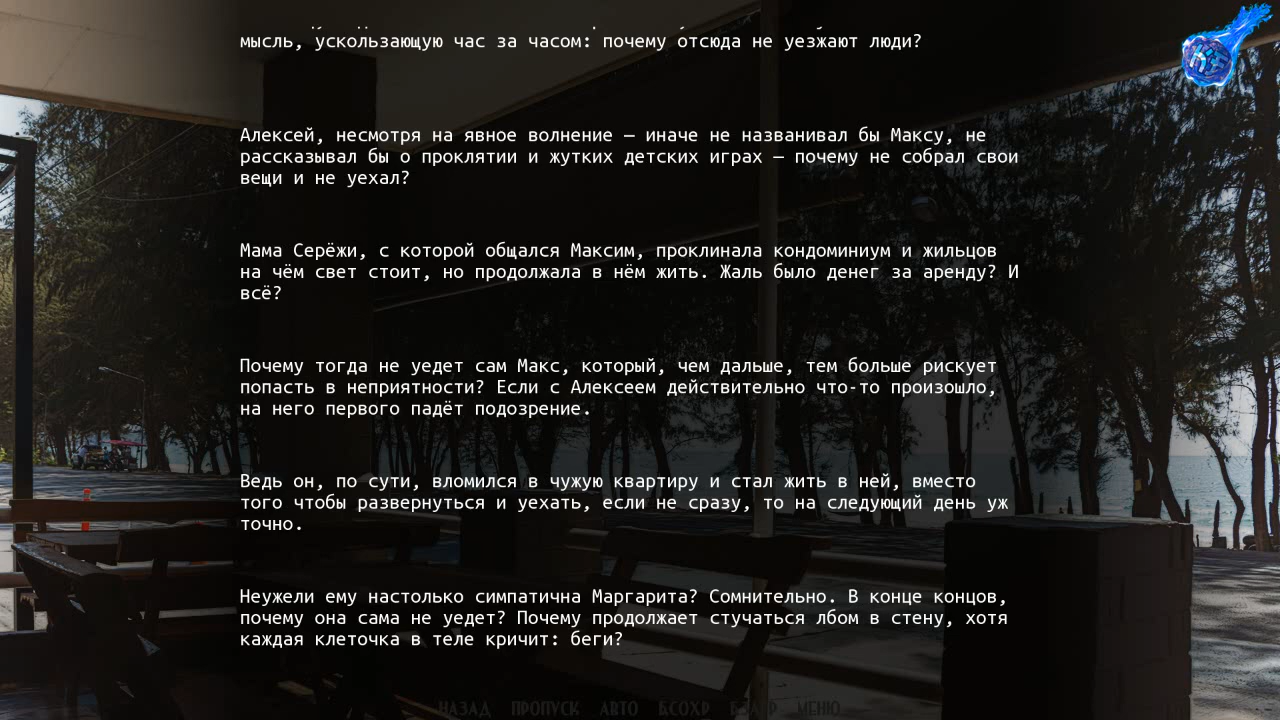 мысль, ускользающую час за часом: почему отсюда не уезжают люди?
Алексей, несмотря на явное волнение — иначе не названивал бы Максу, не
рассказывал бы о проклятии и жутких детских играх — почему не собрал свои
вещи и не уехал?
Мама Серёжи, с которой общался Максим, проклинала кондоминиум и жильцов
на чём свет стоит, но продолжала в нём жить. Жаль было денег за аренду? И
всё?
Почему тогда не уедет сам Макс, который, чем дальше, тем больше рискует
попасть в неприятности? Если с Алексеем действительно что-то произошло,
на него первого падёт подозрение.
Ведь он, по сути, вломился в чужую квартиру и стал жить в ней, вместо
того чтобы развернуться и уехать, если не сразу, то на следующий день уж
точно.
Неужели ему настолько симпатична Маргарита? Сомнительно. В конце концов,
почему она сама не уедет? Почему продолжает стучаться лбом в стену, хотя
каждая клеточка в теле кричит: беги?
НАЗАД ПРОПУСК АВТО Б.СОХР Б.ЗАГР МЕНЮ